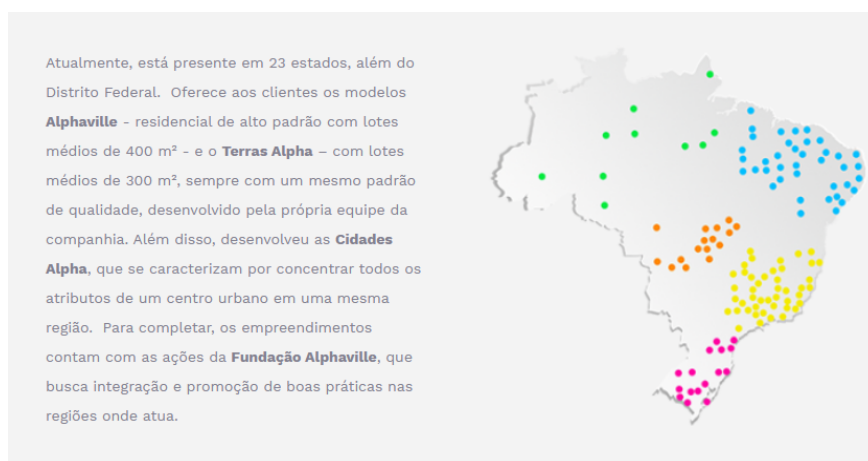 Atualmente, está presente em 23 estados, além do
Distrito Federal.  Oferece aos clientes os modelos
Alphaville - residencial de alto padrão com lotes
médios de 400 m² - e o Terras Alpha – com lotes
médios de 300 m², sempre com um mesmo padrão
de qualidade, desenvolvido pela própria equipe da
companhia. Além disso, desenvolveu as Cidades
Alpha, que se caracterizam por concentrar todos os
atributos de um centro urbano em uma mesma
região.  Para completar, os empreendimentos
contam com as ações da Fundação Alphaville, que
busca integração e promoção de boas práticas nas
regiões onde atua.